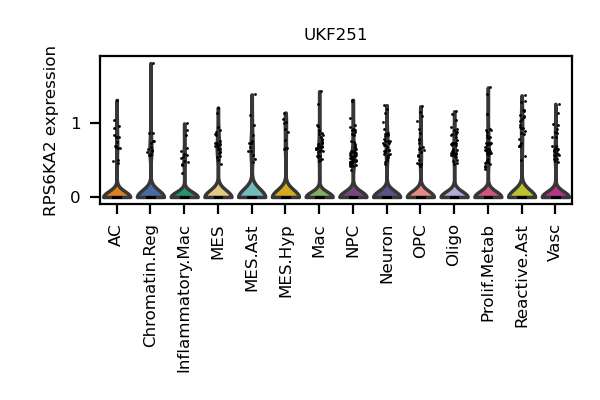 UKF251
RPS6KA2 expression
1
0
AC
Chromatin.Reg
Inflammatory.Mac
MES
MES.Ast
MES.Hyp
Mac
NPC
Neuron
OPC
Oligo
Prolif.Metab
Reactive.Ast
Vasc